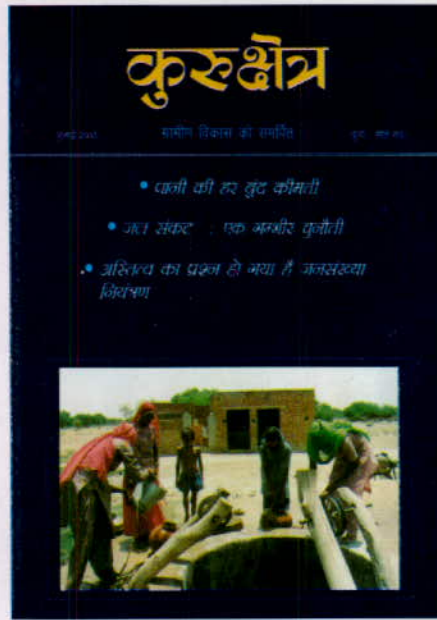 कुरुक्षेत्र
ग्रामीण विकास को समर्पित
• पानी की हर बूंद कीमती
• जल संकट : एक गम्भीर चुनौती
• अस्तित्व का प्रश्न हो गया है जनसंख्या
नियंत्रण